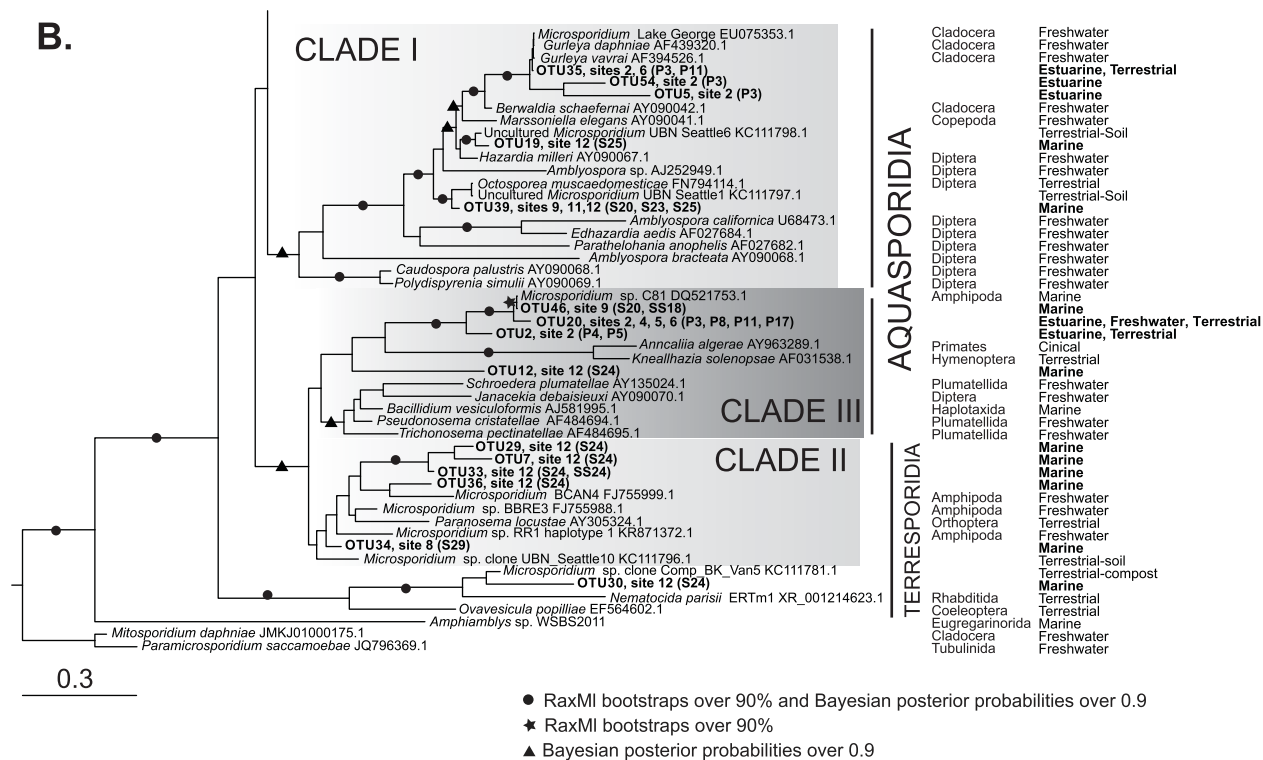 B.
CLADE I
Microsporidium Lake George EU075353.1 Cladocera Freshwater
Gurleya daphniae AF439320.1 Cladocera Freshwater
Gurleya vavrai AF394526.1 Cladocera Freshwater
OTU35, sites 2, 6 (P3, P11) Estuarine, Terrestrial
OTU54, site 2 (P3) Estuarine
OTU5, site 2 (P3) Estuarine
Berwaldia schaefernai AY090042.1 Cladocera Freshwater
Marssoniella elegans AY090041.1 Copepoda Freshwater
Uncultured Microsporidium UBN Seattle6 KC111798.1 Terrestrial-Soil
OTU19, site 12 (S25) Marine
Hazardia milleri AY090067.1 Diptera Freshwater
Amblyospora sp. AJ252949.1 Diptera Freshwater
Octosporea muscaedomesticae FN794114.1 Diptera Terrestrial
Uncultured Microsporidium UBN Seattle1 KC111797.1 Terrestrial-Soil
OTU39, sites 9, 11,12 (S20, S23, S25) Marine
Amblyospora californica U68473.1 Diptera Freshwater
Edhazardia aedis AF027684.1 Diptera Freshwater
Parathelohania anophelis AF027682.1 Diptera Freshwater
Amblyospora bracteata AY090068.1 Diptera Freshwater
Caudospora palustris AY090068.1 Diptera Freshwater
Polydispyrenia simulii AY090069.1 Diptera Freshwater
AQUASPORIDIA
Microsporidium sp. C81 DQ521753.1 Amphipoda Marine
OTU46, site 9 (S20, SS18) Marine
OTU20, sites 2, 4, 5, 6 (P3, P8, P11, P17) Estuarine, Freshwater, Terrestrial
OTU2, site 2 (P4, P5) Estuarine, Terrestrial
Anncaliia algerae AY963289.1 Primates Cinical
Kneallhazia solenopsae AF031538.1 Hymenoptera Terrestrial
OTU12, site 12 (S24) Marine
Schroedera plumatellae AY135024.1 Plumatellida Freshwater
Janacekia debaisieuxi AY090070.1 Diptera Freshwater
Bacillidium vesiculoformis AJ581995.1 Haplotaxida Marine
Pseudonosema cristatellae AF484694.1 Plumatellida Freshwater
Trichonosema pectinatellae AF484695.1 Plumatellida Freshwater
CLADE III
OTU29, site 12 (S24) Marine
OTU7, site 12 (S24) Marine
OTU33, site 12 (S24, SS24) Marine
OTU36, site 12 (S24) Marine
CLADE II
Microsporidium BCAN4 FJ755999.1 Amphipoda Freshwater
Microsporidium sp. BBRE3 FJ755988.1 Amphipoda Freshwater
Paranosema locustae AY305324.1 Orthoptera Terrestrial
Microsporidium sp. RR1 haplotype 1 KR871372.1 Amphipoda Freshwater
OTU34, site 8 (S29) Marine
Microsporidium sp. clone UBN_Seattle10 KC111796.1 Terrestrial-soil
Microsporidium sp. clone Comp_BK_Van5 KC111781.1 Terrestrial-compost
OTU30, site 12 (S24) Marine
Nematocida parisii ERTm1 XR_001214623.1 Rhabditida Terrestrial
Ovavesicula popilliae EF564602.1 Coeleoptera Terrestrial
TERRESPORIDIA
Amphiamblys sp. WSBS2011 Eugregarinorida Marine
Mitosporidium daphniae JMKJ01000175.1 Cladocera Freshwater
Paramicrosporidium saccamoebae JQ796369.1 Tubulinida Freshwater
0.3
RaxMl bootstraps over 90% and Bayesian posterior probabilities over 0.9
RaxMl bootstraps over 90%
Bayesian posterior probabilities over 0.9